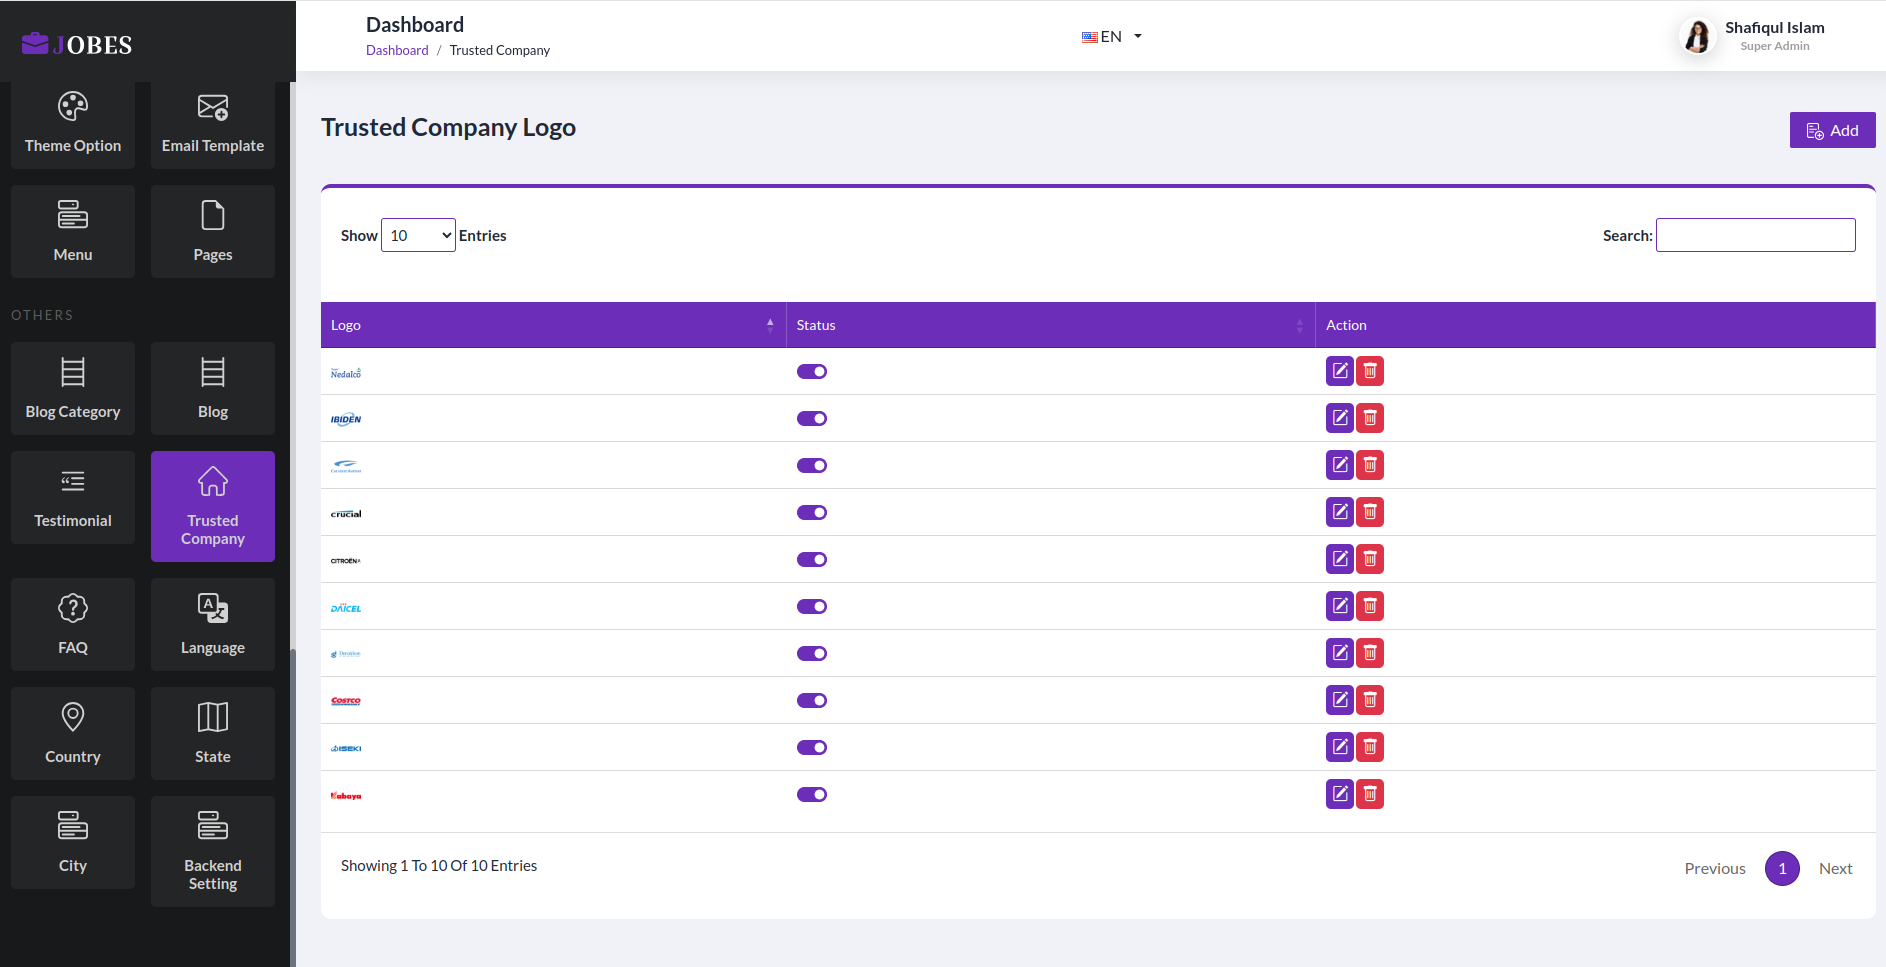 JOBES
Dashboard
Dashboard / Trusted Company
EN
Shafiqul Islam
Super Admin
Theme Option
Email Template
Menu
Pages
OTHERS
Blog Category
Blog
Testimonial
Trusted
Company
FAQ
Language
Country
State
City
Backend
Setting
Trusted Company Logo
Add
Show 10 Entries
Search:
Logo
Status
Action
Nedalco
IBIDEN
crucial
CITROËN
DAICEL
Donaldson
COSTCO
ISEKI
Kabaya
Showing 1 To 10 Of 10 Entries
Previous
1
Next